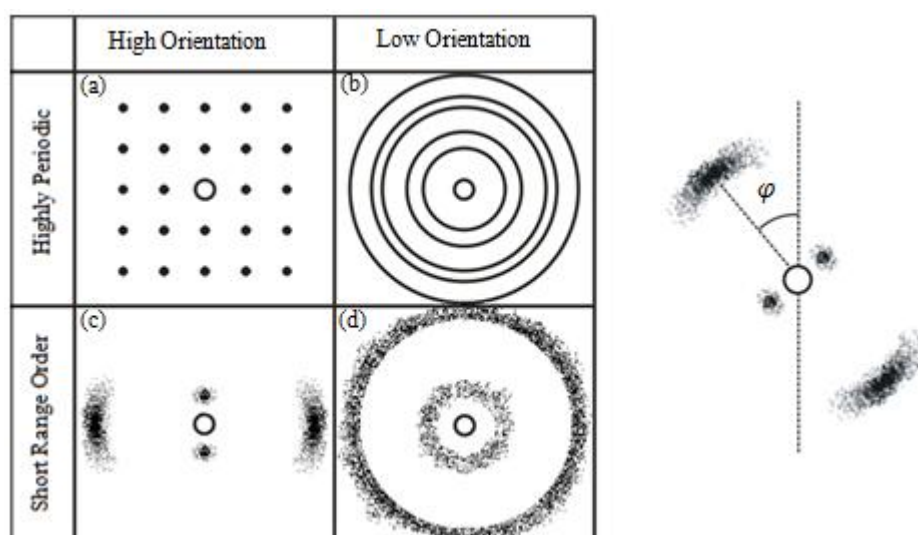 High Orientation
Low Orientation
Highly Periodic
(a)
(b)
Short Range Order
(c)
(d)
φ